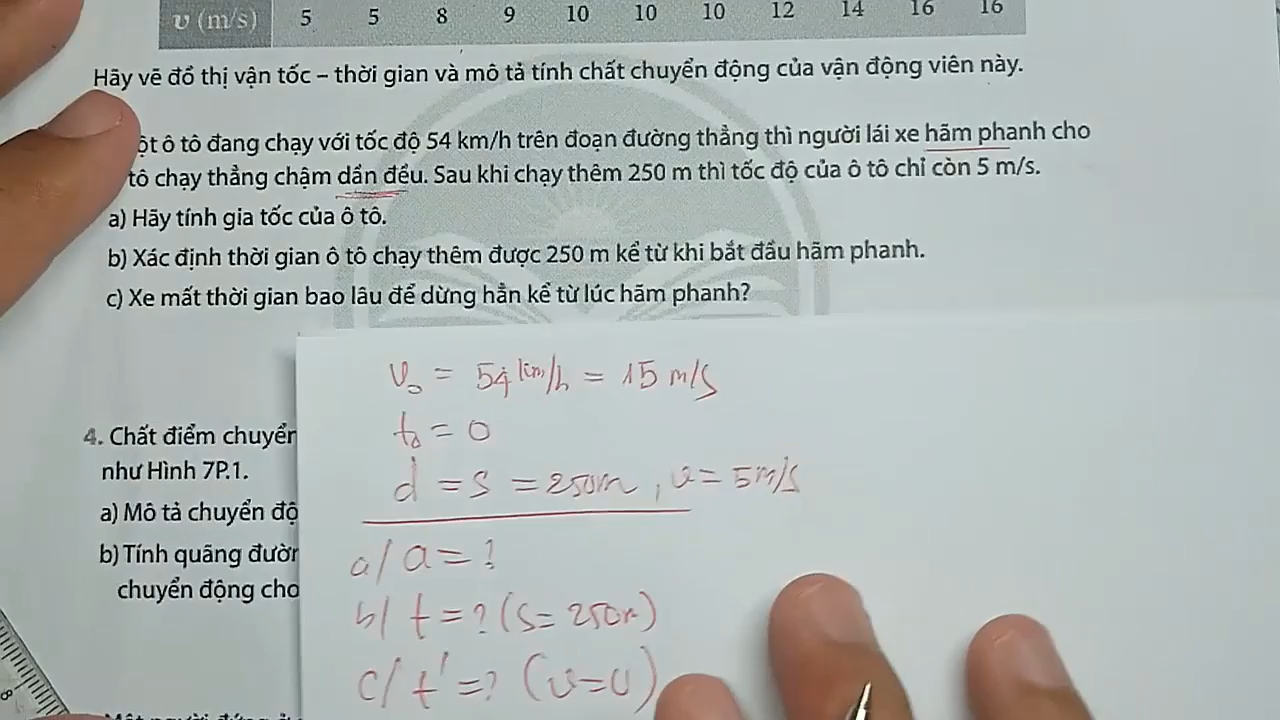 v (m/s) 5 5 8 9 10 10 10 12 14 16 16
Hãy vẽ đồ thị vận tốc – thời gian và mô tả tính chất chuyển động của vận động viên này.
ột ô tô đang chạy với tốc độ 54 km/h trên đoạn đường thẳng thì người lái xe hãm phanh cho
tô chạy thẳng chậm dần đều. Sau khi chạy thêm 250 m thì tốc độ của ô tô chỉ còn 5 m/s.
a) Hãy tính gia tốc của ô tô.
b) Xác định thời gian ô tô chạy thêm được 250 m kể từ khi bắt đầu hãm phanh.
c) Xe mất thời gian bao lâu để dừng hẳn kể từ lúc hãm phanh?
v₀ = 54 km/h = 15 m/s
t₀ = 0
d = s = 250m, v = 5m/s
a/ a = ?
b/ t = ? (s = 250m)
c/ t' = ? (v=0)
4. Chất điểm chuyển
như Hình 7P.1.
a) Mô tả chuyển độ
b) Tính quãng đườn
chuyển động cho
8